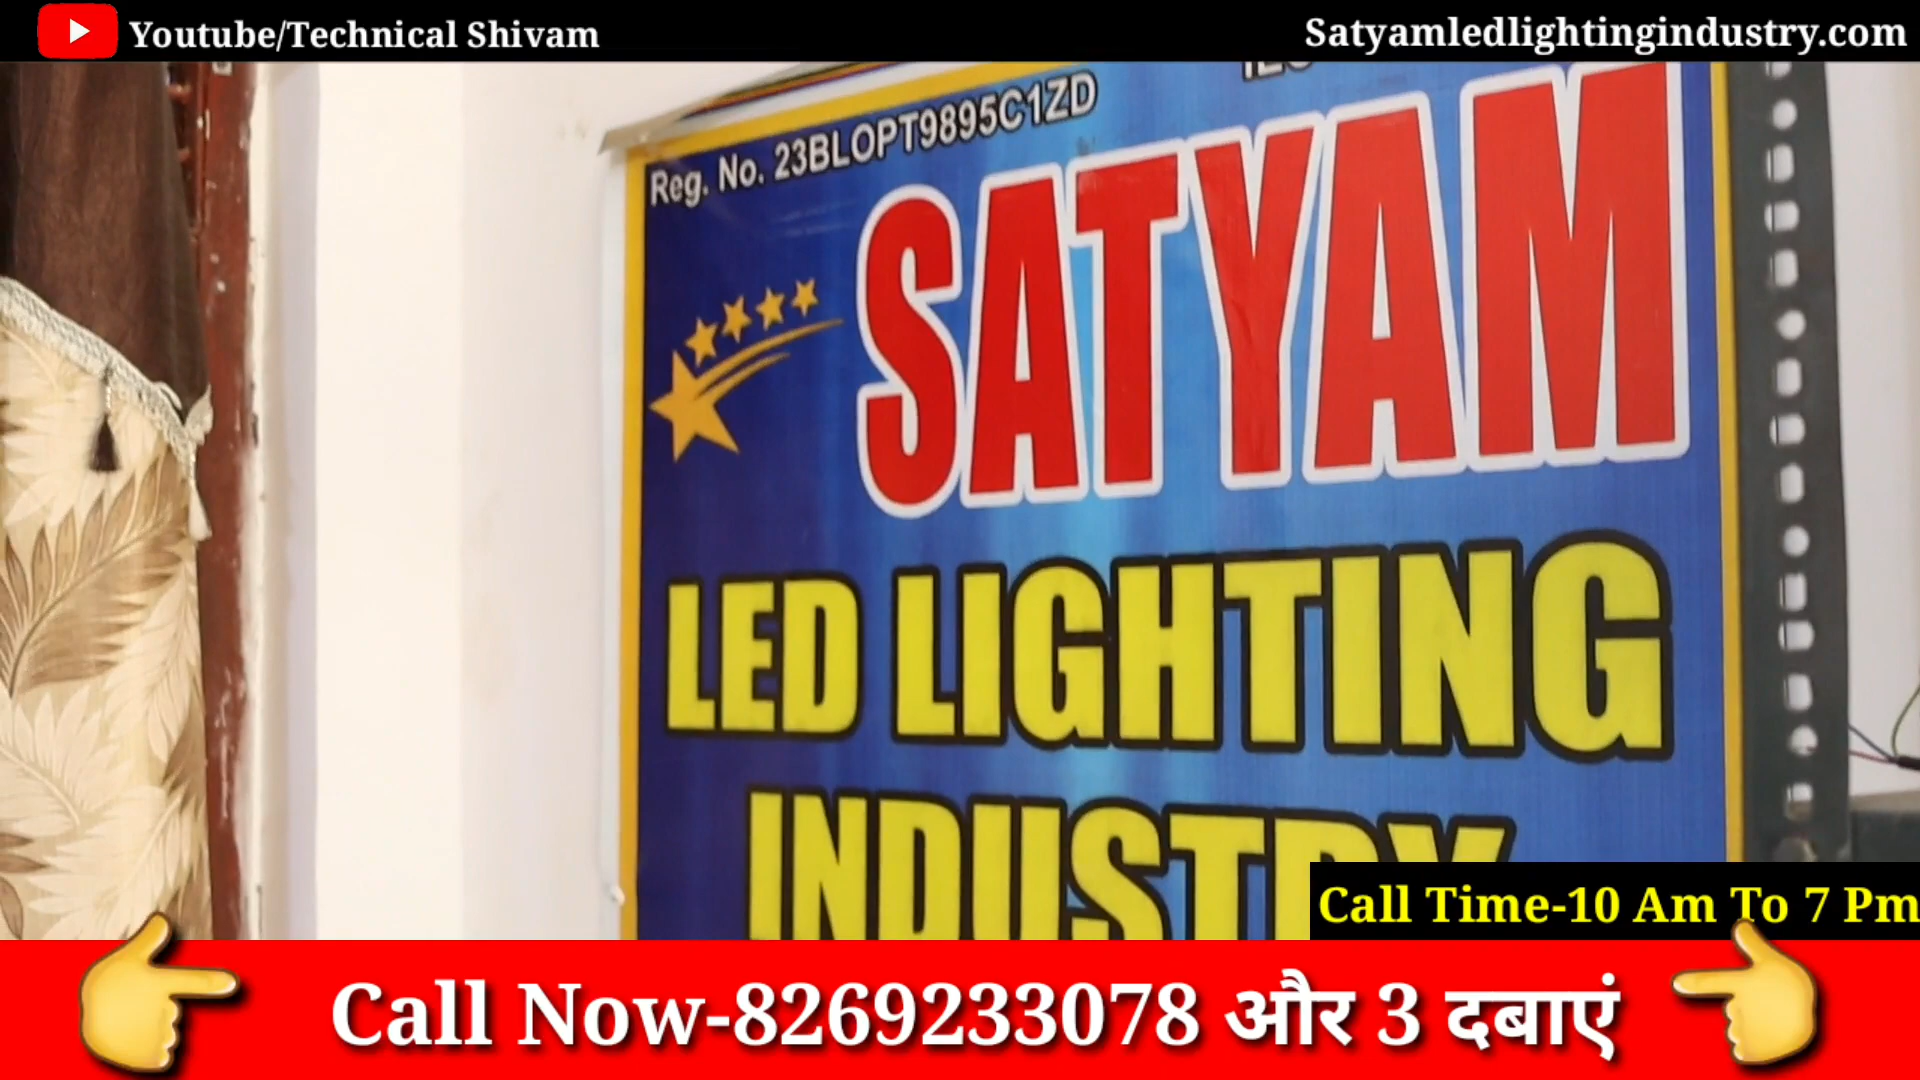 Youtube/Technical Shivam
Satyamledlightingindustry.com
Reg. No. 23BLOPT9895C1ZD
SATYAM
LED LIGHTING
INDUSTRY
Call Time-10 Am To 7 Pm
Call Now-8269233078 और 3 दबाएं